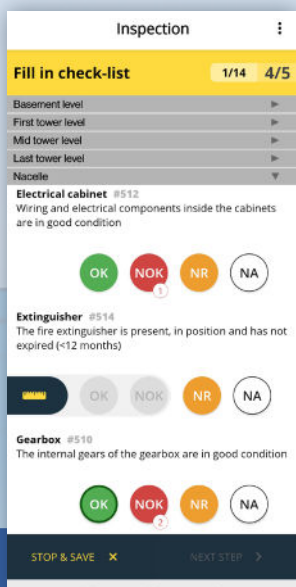 Inspection
Fill in check-list 1/14 4/5
Basement level
First tower level
Mid tower level
Last tower level
Nacelle
Electrical cabinet #512
Wiring and electrical components inside the cabinets
are in good condition
OK NOK NR NA
1
Extinguisher #514
The fire extinguisher is present, in position and has not
expired (<12 months)
OK NOK NR NA
Gearbox #510
The internal gears of the gearbox are in good condition
OK NOK NR NA
2
STOP & SAVE X NEXT STEP >